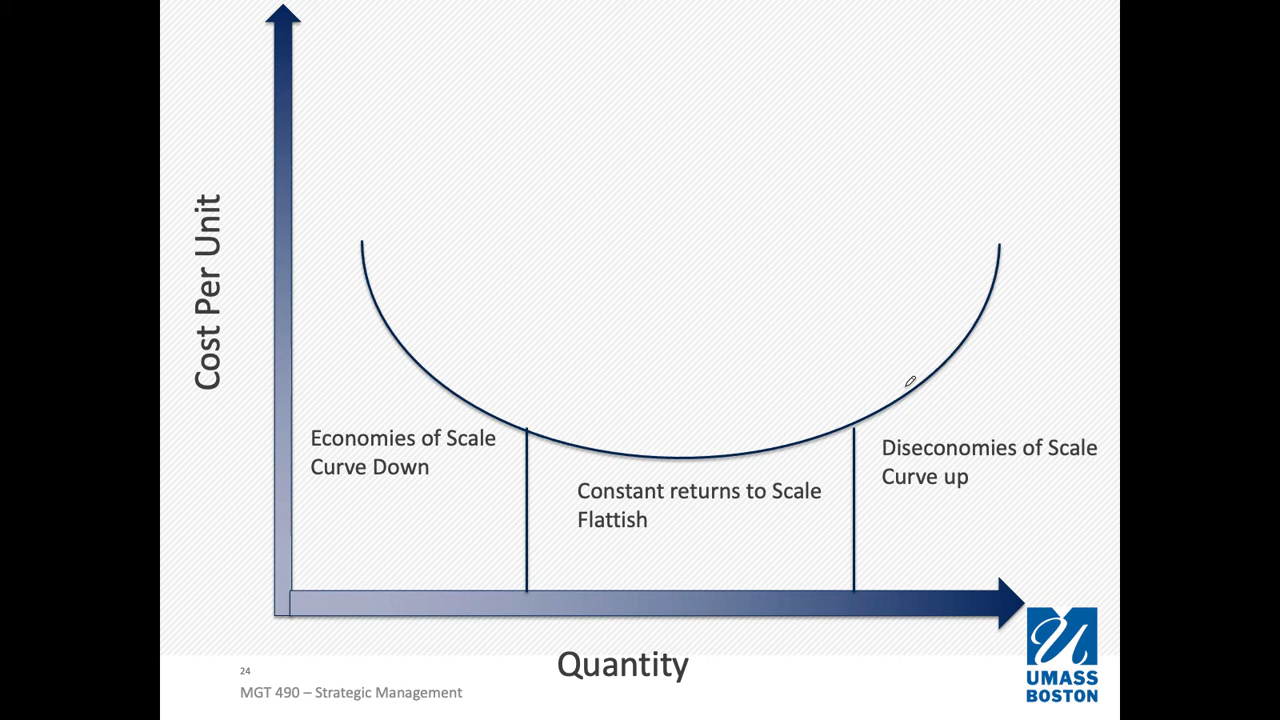 Cost Per Unit
Economies of Scale
Curve Down
Constant returns to Scale
Flattish
Diseconomies of Scale
Curve up
Quantity
24
MGT 490 – Strategic Management
UMASS
BOSTON